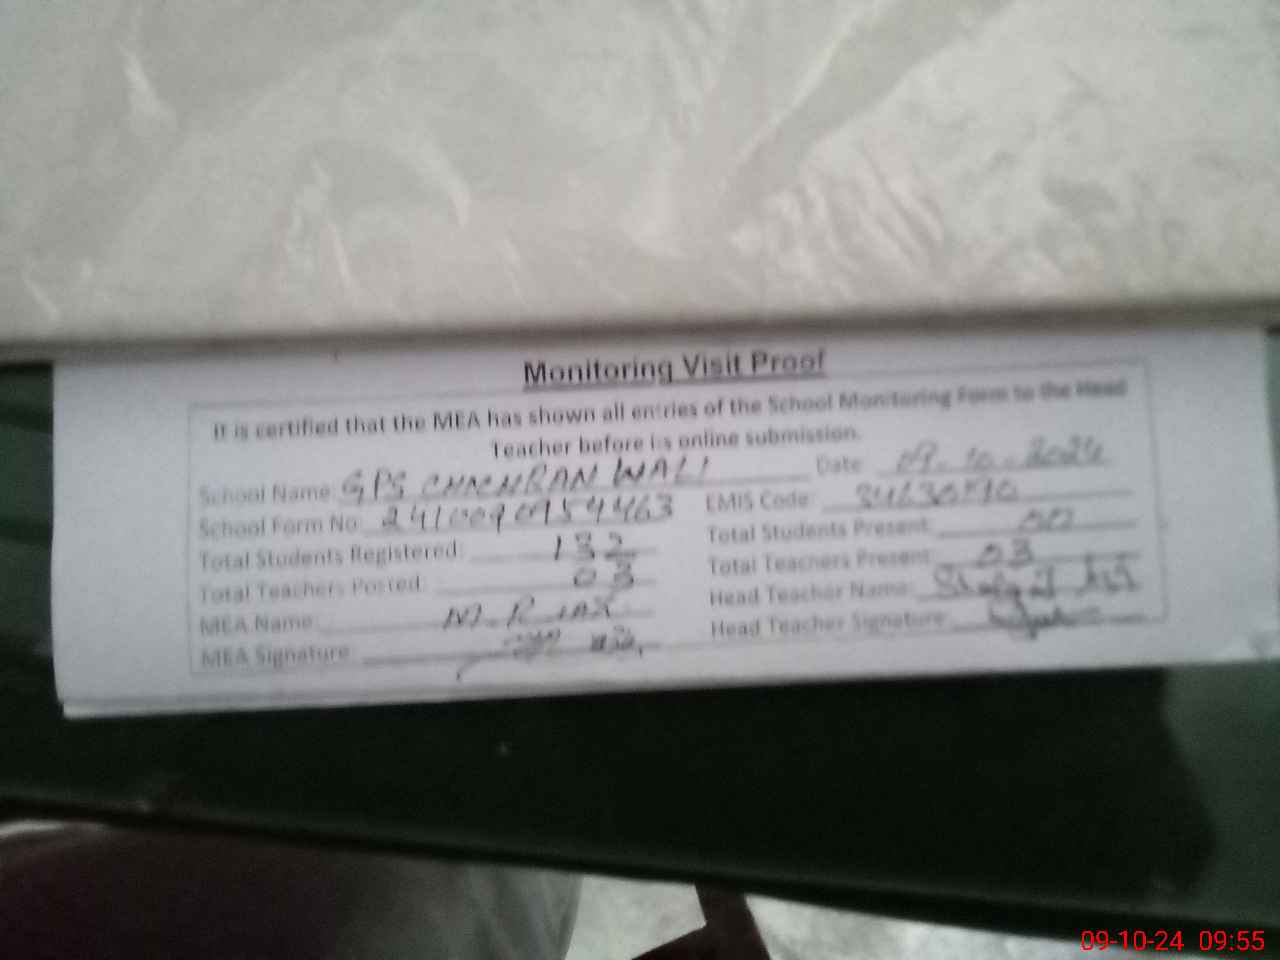 Monitoring Visit Proof
It is certified that the MEA has shown all entries of the School Monitoring Form to the Head
Teacher before its online submission.
School Name: GPS CHACHRAN WALI Date: 09-10-2024
School Form No: EMIS Code:
Total Students Registered: 132 Total Students Present: 00
Total Teachers Posted: 03 Total Teachers Present: 03
MEA Name: Head Teacher Name:
MEA Signature: Head Teacher Signature:
09-10-24 09:55